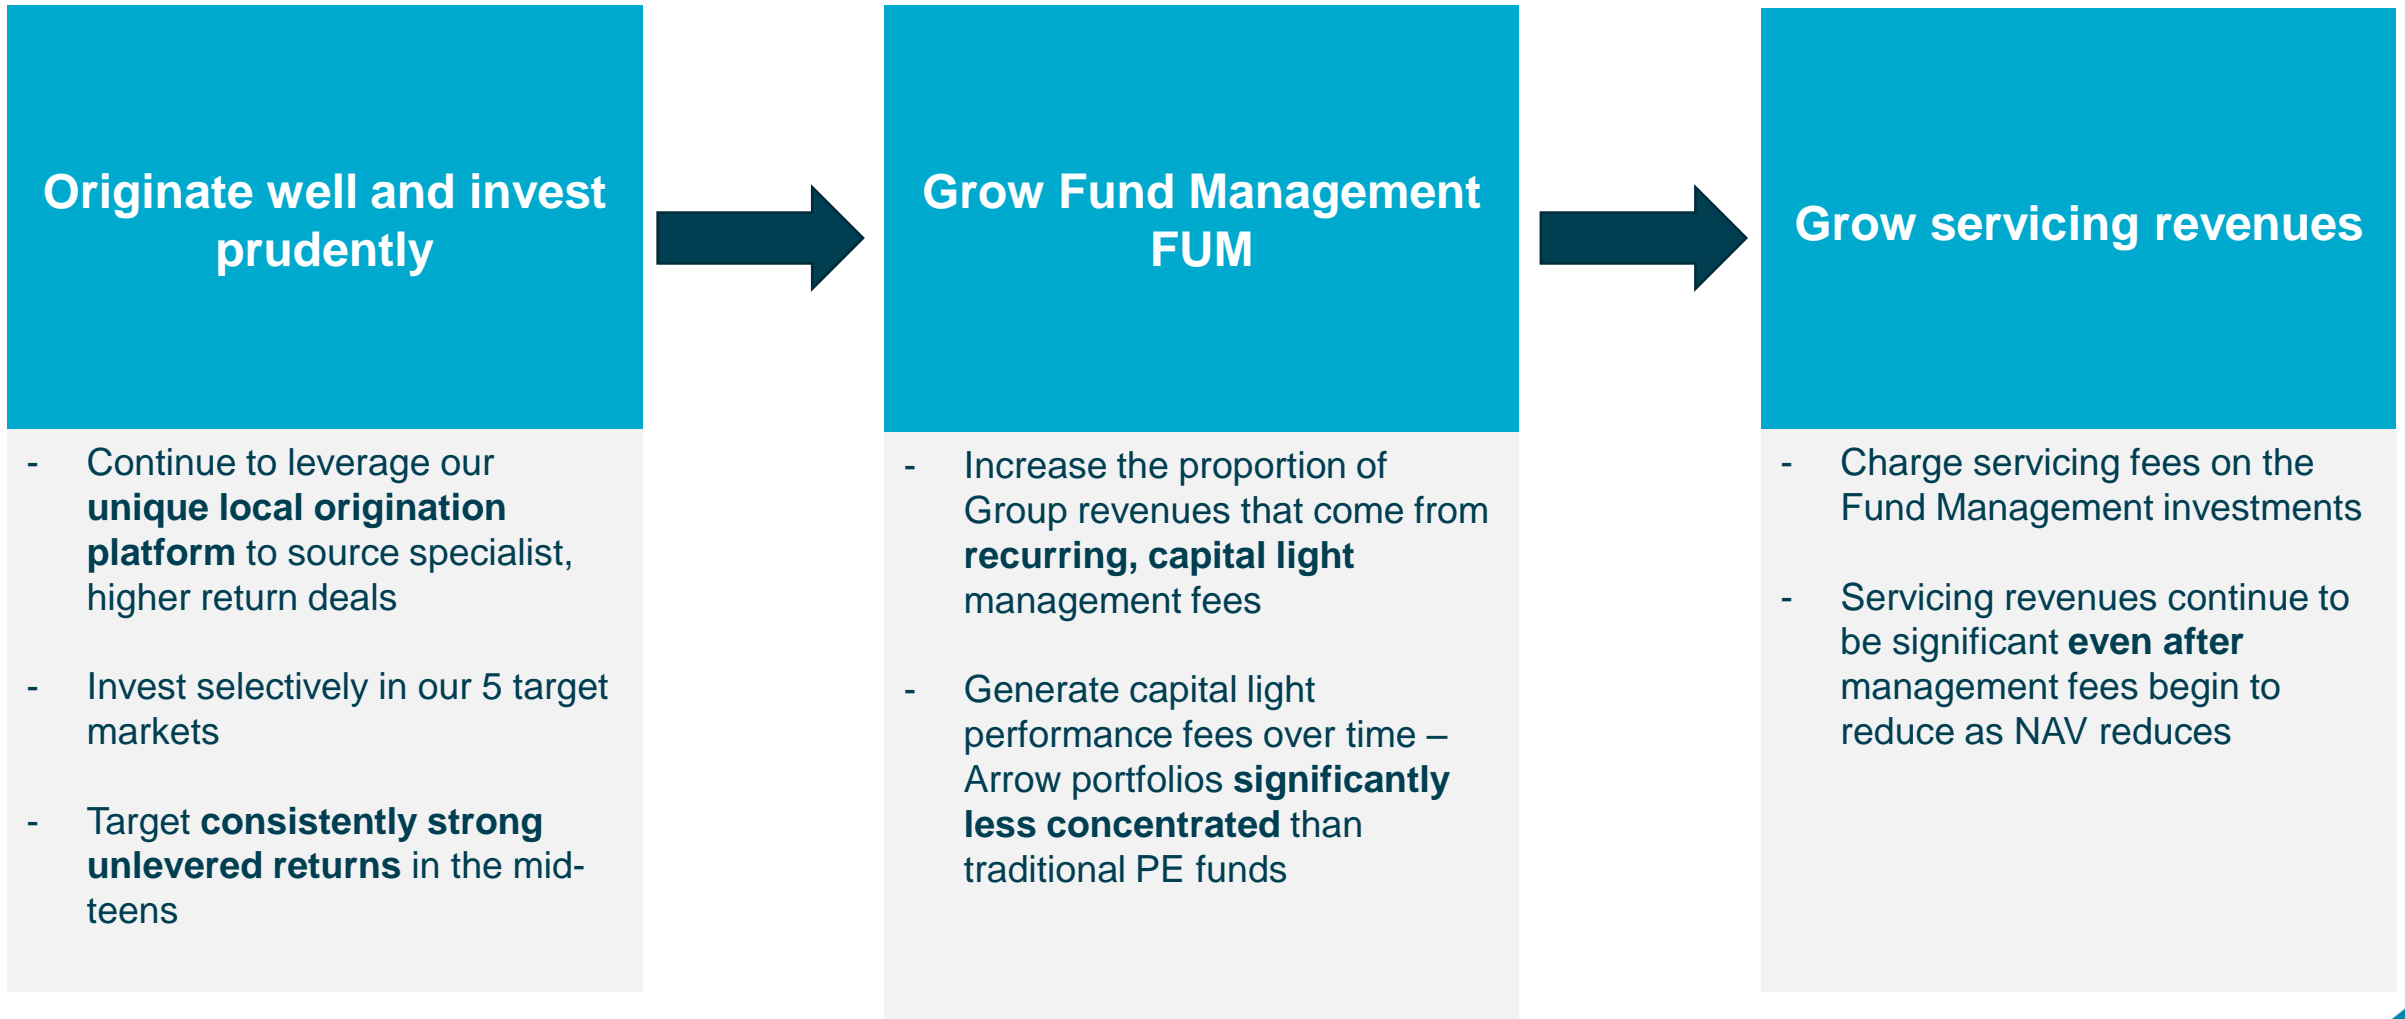 Originate well and invest
prudently
- Continue to leverage our
unique local origination
platform to source specialist,
higher return deals
- Invest selectively in our 5 target
markets
- Target consistently strong
unlevered returns in the mid-
teens
Grow Fund Management
FUM
- Increase the proportion of
Group revenues that come from
recurring, capital light
management fees
- Generate capital light
performance fees over time –
Arrow portfolios significantly
less concentrated than
traditional PE funds
Grow servicing revenues
- Charge servicing fees on the
Fund Management investments
- Servicing revenues continue to
be significant even after
management fees begin to
reduce as NAV reduces